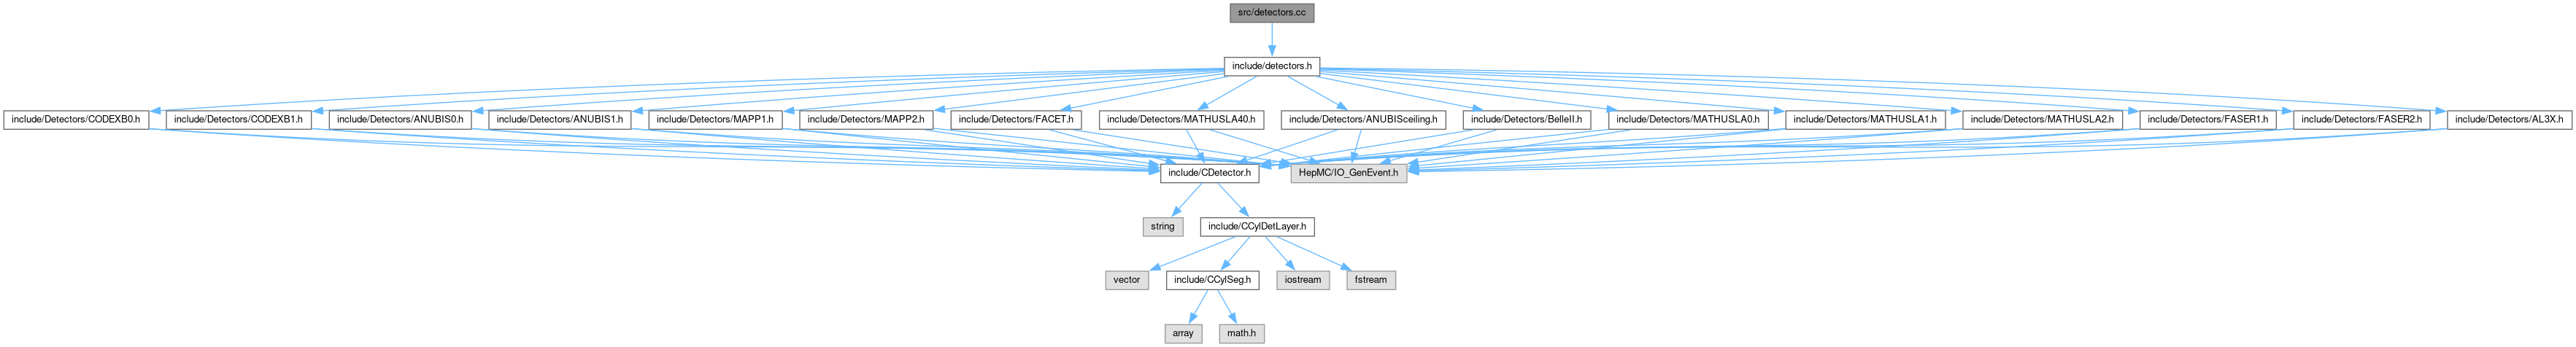 src/detectors.cc
include/detectors.h
include/Detectors/CODEXB0.h
include/Detectors/CODEXB1.h
include/Detectors/ANUBIS0.h
include/Detectors/ANUBIS1.h
include/Detectors/MAPP1.h
include/Detectors/MAPP2.h
include/Detectors/FACET.h
include/Detectors/MATHUSLA40.h
include/Detectors/ANUBISceiling.h
include/Detectors/BelleII.h
include/Detectors/MATHUSLA0.h
include/Detectors/MATHUSLA1.h
include/Detectors/MATHUSLA2.h
include/Detectors/FASER1.h
include/Detectors/FASER2.h
include/Detectors/AL3X.h
include/CDetector.h
HepMC/IO_GenEvent.h
string
include/CCylDetLayer.h
vector
include/CCylSeg.h
iostream
fstream
array
math.h